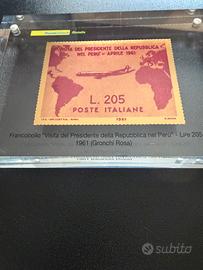 VISITA DEL PRESIDENTE DELLA REPUBBLICA
NEL PERU' - APRILE 1961
L. 205
POSTE ITALIANE
1961
Francobollo "Visita del Presidente della Repubblica nel Perù" - Lire 205
1961 (Gronchi Rosa)
subito